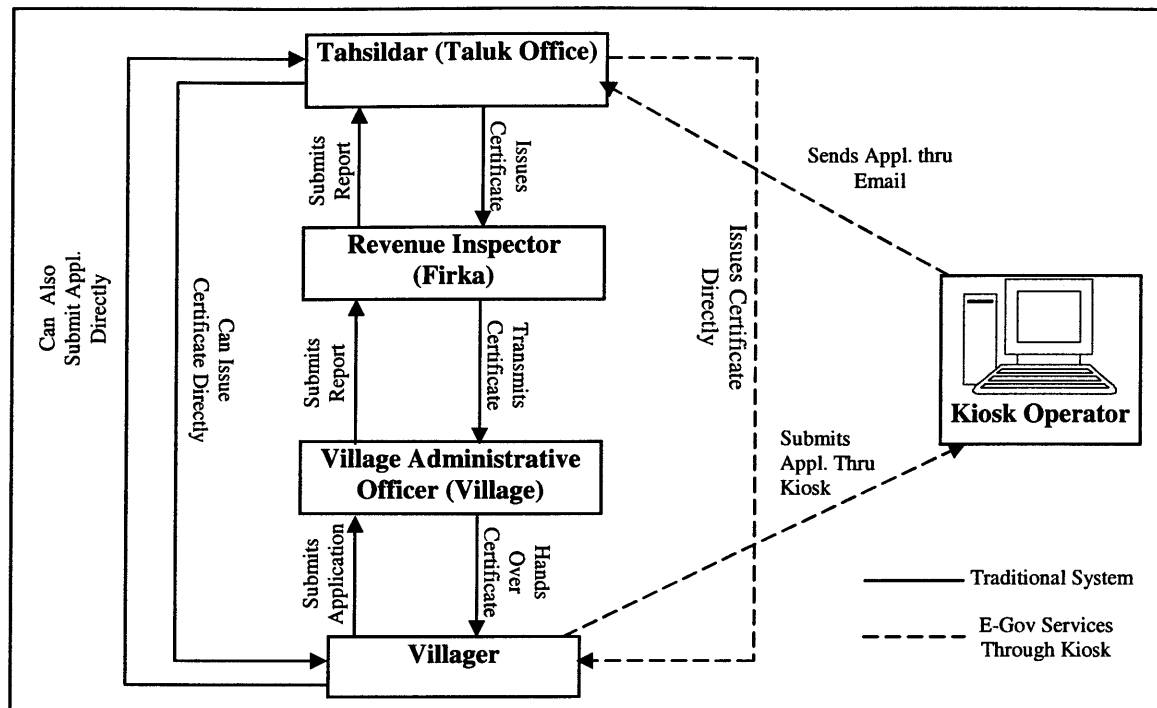 Tahsildar (Taluk Office)
Submits
Report
Issues
Certificate
Sends Appl. thru
Email
Revenue Inspector
(Firka)
Can Also
Submit Appl.
Directly
Can Issue
Certificate Directly
Submits
Report
Transmits
Certificate
Issues Certificate
Directly
Kiosk Operator
Village Administrative
Officer (Village)
Submits
Appl. Thru
Kiosk
Submits
Application
Hands
Over
Certificate
Villager
Traditional System
E-Gov Services
Through Kiosk